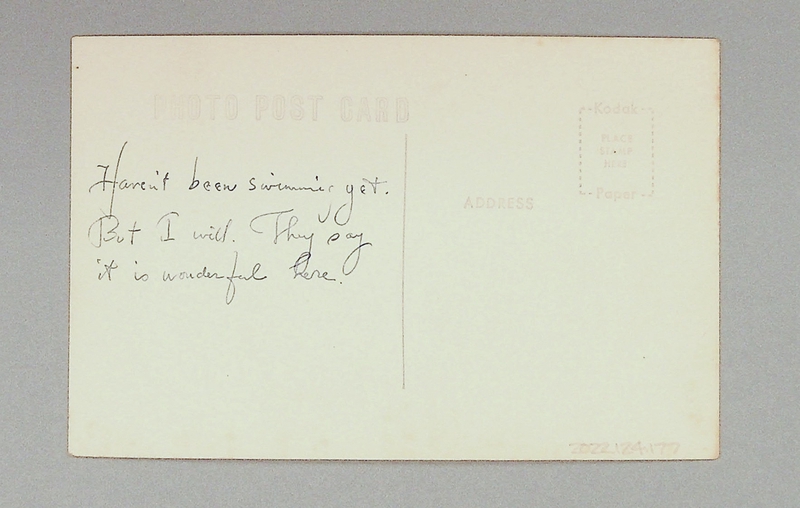 PHOTO POST CARD
Kodak
PLACE
STAMP
HERE
Paper
ADDRESS
Haven't been swimming yet.
But I will. They say
it is wonderful here.
2022.124.177